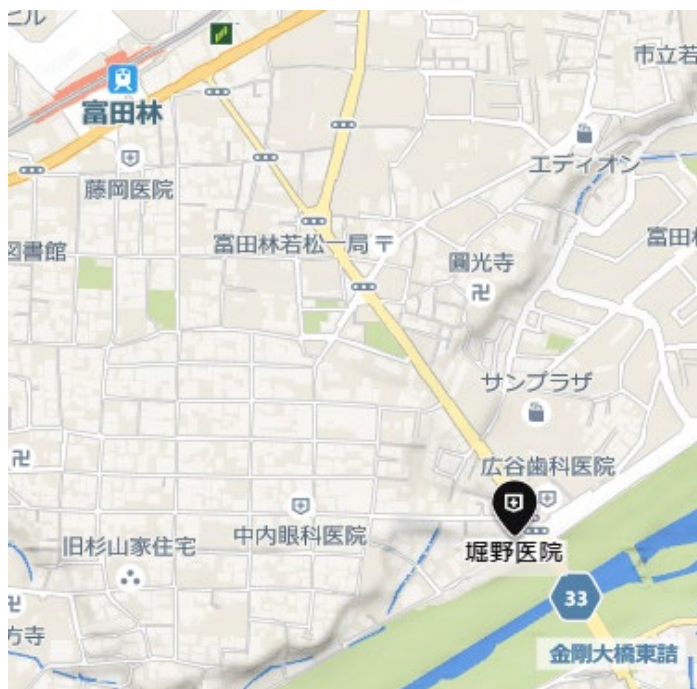 ビル
富田林
藤岡医院
図書館
富田林若松一局
市立若
エディオン
圓光寺
富田林
サンプラザ
広谷歯科医院
中内眼科医院
堀野医院
旧杉山家住宅
33
方寺
金剛大橋東詰